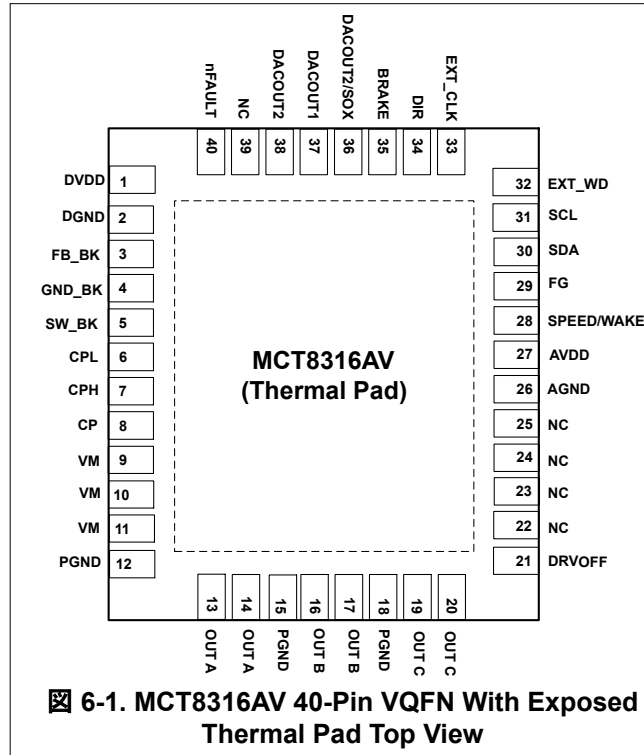 nFAULT
NC
DACOUT2
DACOUT1
DACOUT2/SOX
BRAKE
DIR
EXT_CLK
40
39
38
37
36
35
34
33
DVDD 1
DGND 2
FB_BK 3
GND_BK 4
SW_BK 5
CPL 6
CPH 7
CP 8
VM 9
VM 10
VM 11
PGND 12
MCT8316AV
(Thermal Pad)
32 EXT_WD
31 SCL
30 SDA
29 FG
28 SPEED/WAKE
27 AVDD
26 AGND
25 NC
24 NC
23 NC
22 NC
21 DRVOFF
13
14
15
16
17
18
19
20
OUT A
OUT A
PGND
OUT B
OUT B
PGND
OUT C
OUT C
図 6-1. MCT8316AV 40-Pin VQFN With Exposed
Thermal Pad Top View